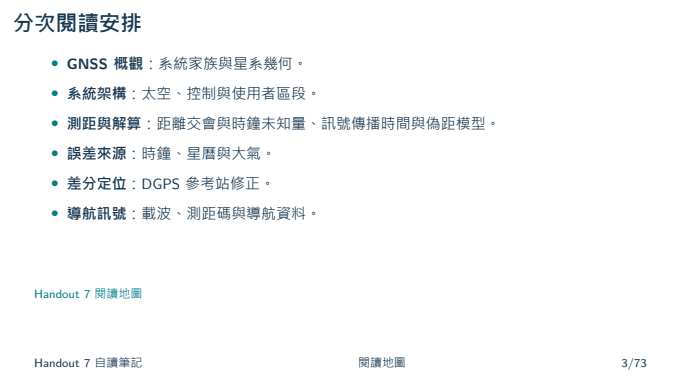 分次閱讀安排
• GNSS 概觀：系統家族與星系幾何。
• 系統架構：太空、控制與使用者區段。
• 測距與解算：距離交會與時鐘未知量、訊號傳播時間與偽距模型。
• 誤差來源：時鐘、星曆與大氣。
• 差分定位：DGPS 參考站修正。
• 導航訊號：載波、測距碼與導航資料。
Handout 7 閱讀地圖
Handout 7 自讀筆記 閱讀地圖 3/73